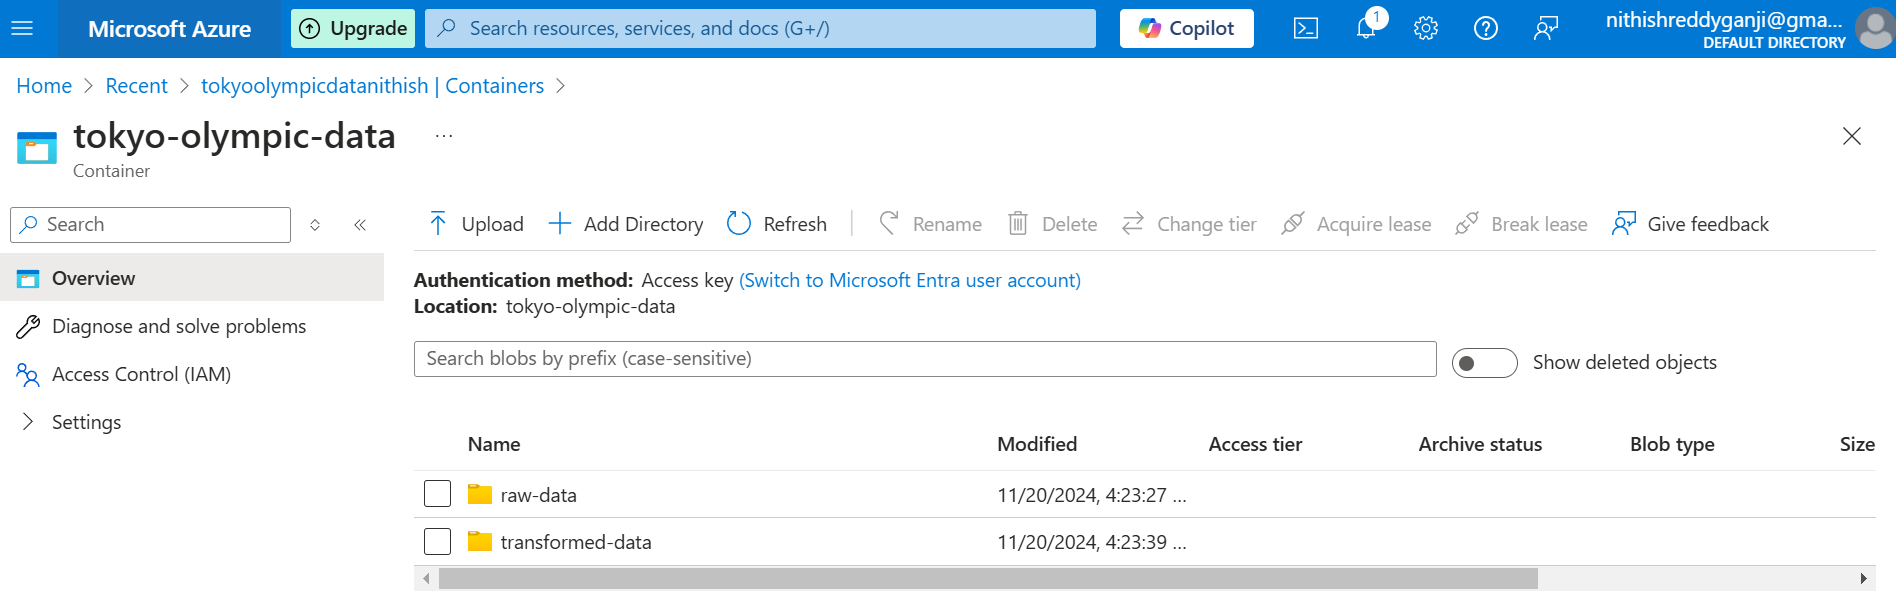 Microsoft Azure
Upgrade
Search resources, services, and docs (G+/)
Copilot
1
nithishreddyganji@gma...
DEFAULT DIRECTORY
Home > Recent > tokyoolympicdatanithish | Containers >
tokyo-olympic-data ...
Container
Search
Upload
Add Directory
Refresh
Rename
Delete
Change tier
Acquire lease
Break lease
Give feedback
Overview
Diagnose and solve problems
Access Control (IAM)
Settings
Authentication method: Access key (Switch to Microsoft Entra user account)
Location: tokyo-olympic-data
Search blobs by prefix (case-sensitive)
Show deleted objects
Name Modified Access tier Archive status Blob type Size
raw-data 11/20/2024, 4:23:27 ...
transformed-data 11/20/2024, 4:23:39 ...